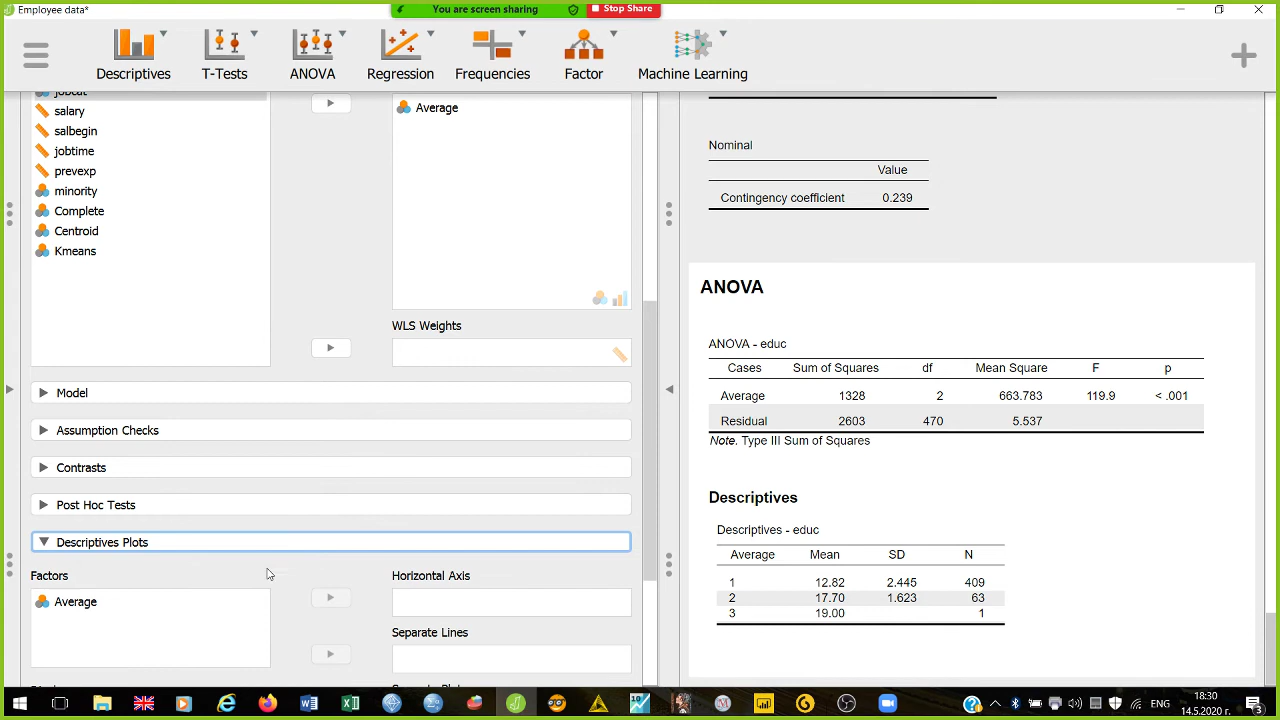 Employee data*
You are screen sharing
Stop Share
Descriptives
T-Tests
ANOVA
Regression
Frequencies
Factor
Machine Learning
jobcat
salary
salbegin
jobtime
prevexp
minority
Complete
Centroid
Kmeans
Average
WLS Weights
Model
Assumption Checks
Contrasts
Post Hoc Tests
Descriptives Plots
Factors
Average
Horizontal Axis
Separate Lines
Nominal
Value
Contingency coefficient 0.239
ANOVA
ANOVA - educ
Cases Sum of Squares df Mean Square F p
Average 1328 2 663.783 119.9 < .001
Residual 2603 470 5.537
Note. Type III Sum of Squares
Descriptives
Descriptives - educ
Average Mean SD N
1 12.82 2.445 409
2 17.70 1.623 63
3 19.00 1
ENG
18:30
14.5.2020 г.
3